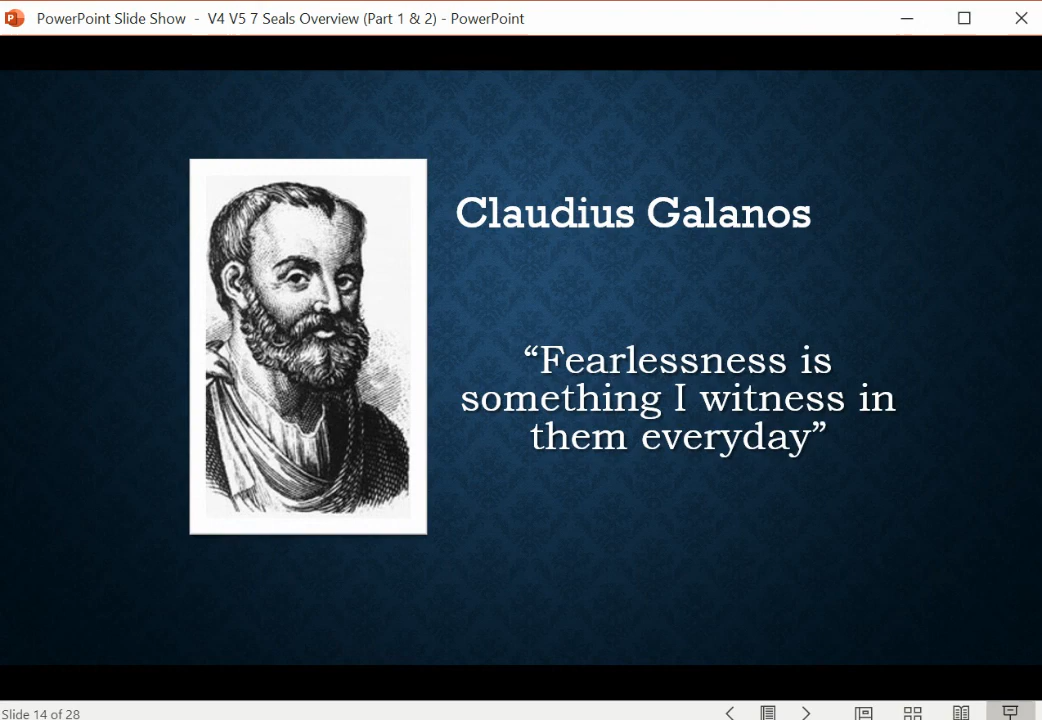 PowerPoint Slide Show - V4 V5 7 Seals Overview (Part 1 & 2) - PowerPoint
Claudius Galanos
“Fearlessness is
something I witness in
them everyday”
Slide 14 of 28